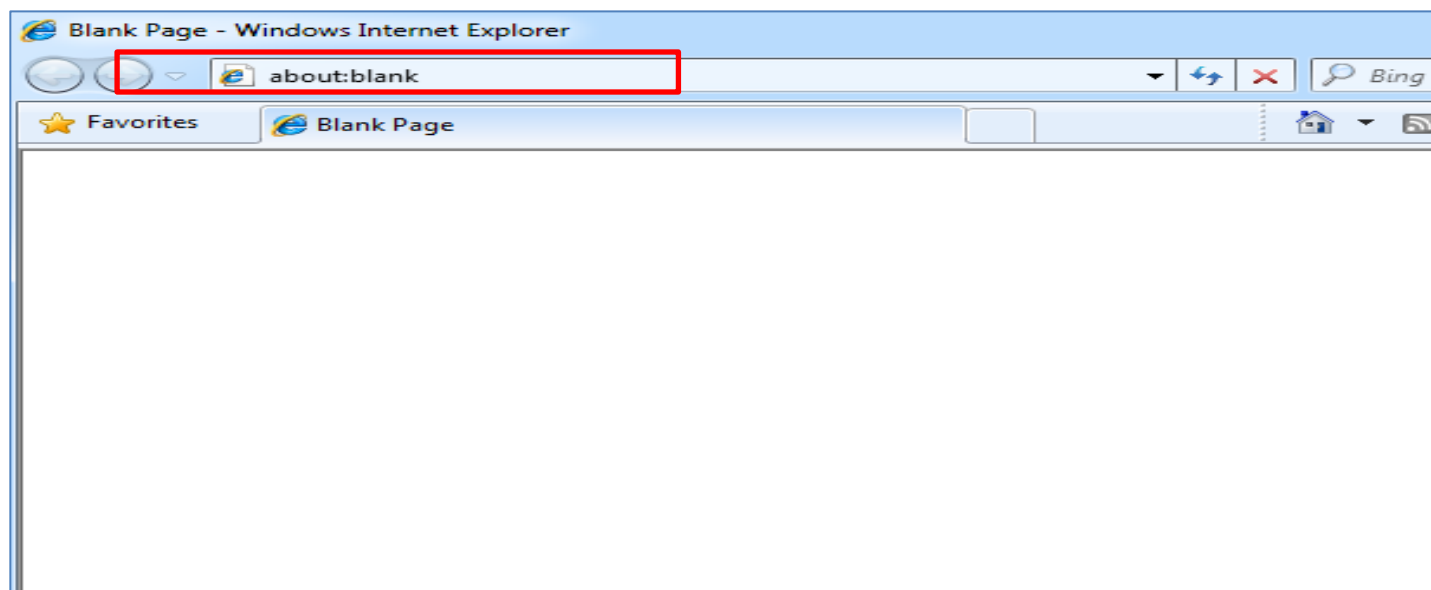 Blank Page - Windows Internet Explorer
about:blank
Bing
Favorites
Blank Page